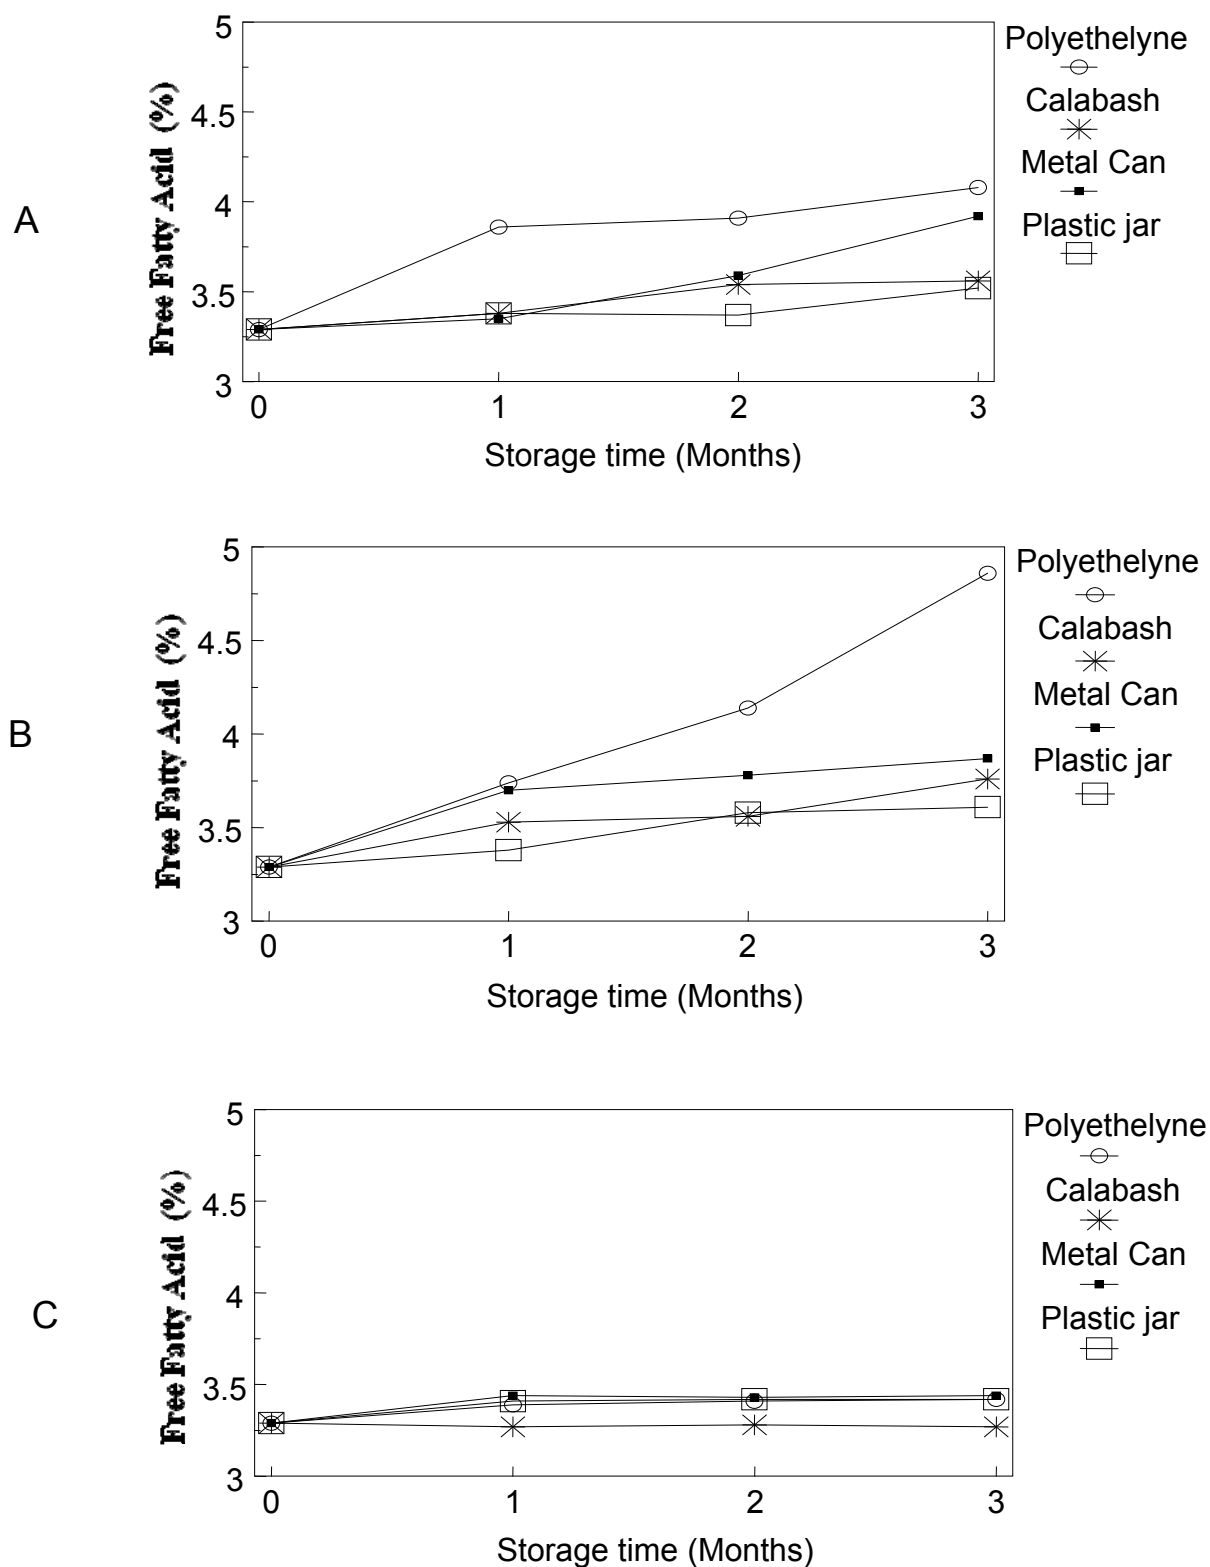 A
Free Fatty Acid (%)
5
4.5
4
3.5
3
0 1 2 3
Storage time (Months)
Polyethelyne
Calabash
Metal Can
Plastic jar
B
Free Fatty Acid (%)
5
4.5
4
3.5
3
0 1 2 3
Storage time (Months)
Polyethelyne
Calabash
Metal Can
Plastic jar
C
Free Fatty Acid (%)
5
4.5
4
3.5
3
0 1 2 3
Storage time (Months)
Polyethelyne
Calabash
Metal Can
Plastic jar